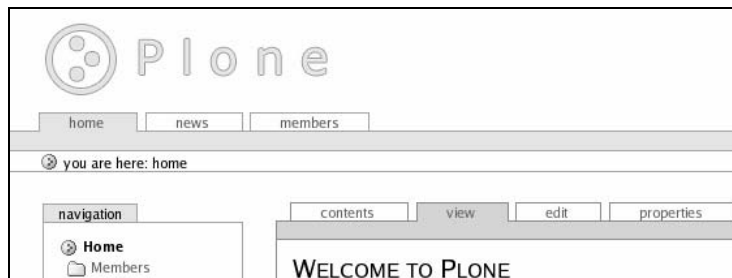 Plone
home news members
you are here: home
navigation contents view edit properties
Home
Members
WELCOME TO PLONE